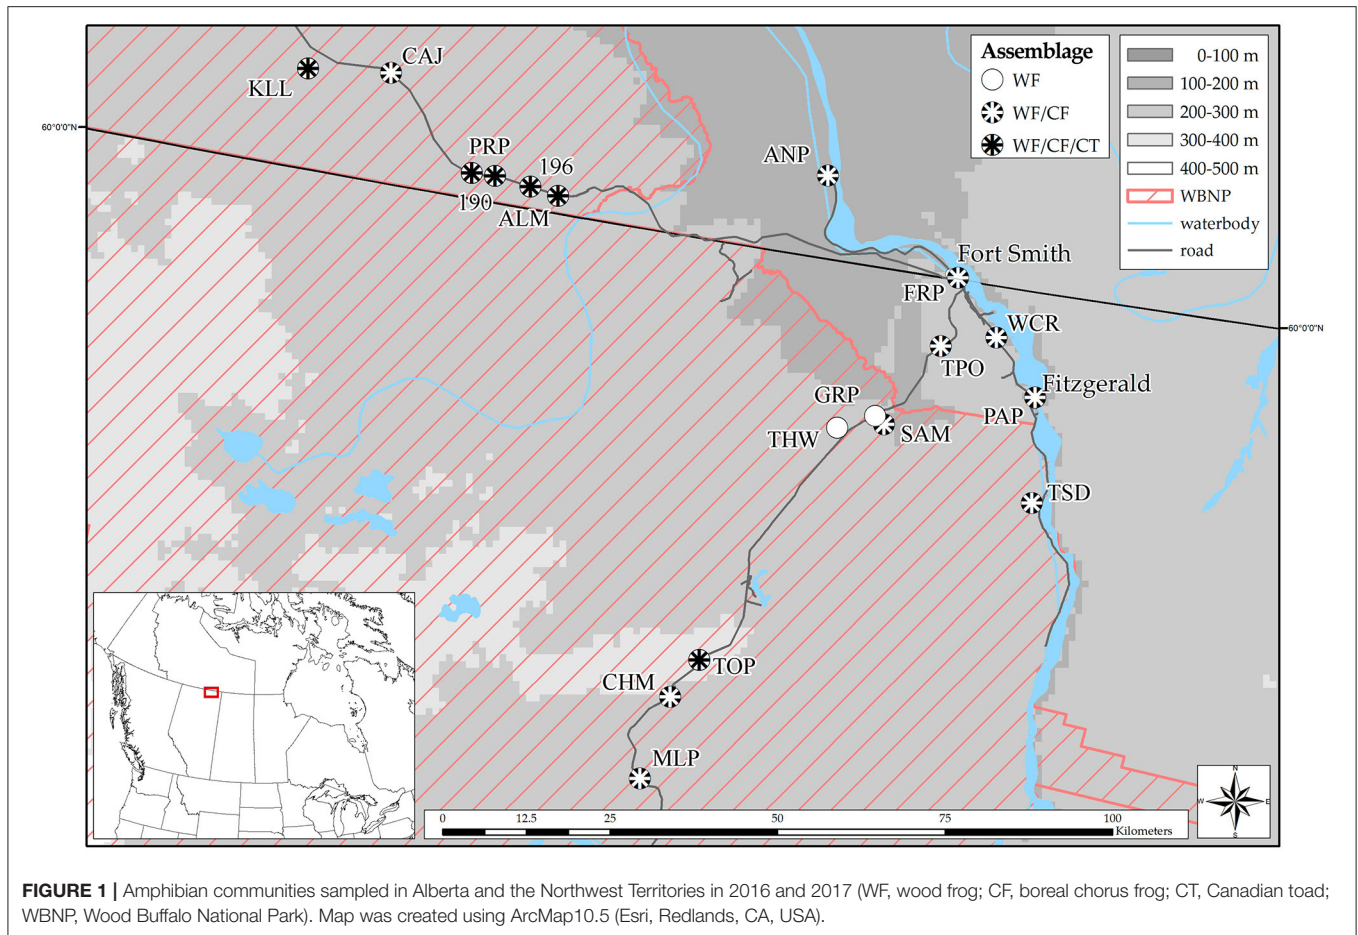 CAJ
KLL
60°0'0"N
PRP
196
190
ALM
ANP
Assemblage
WF
WF/CF
WF/CF/CT
0-100 m
100-200 m
200-300 m
300-400 m
400-500 m
WBNP
waterbody
road
Fort Smith
FRP
WCR
60°0'0"N
TPO
Fitzgerald
GRP
PAP
THW
SAM
TSD
TOP
CHM
MLP
N
W
E
S
0
12.5
25
50
75
100
Kilometers
FIGURE 1 | Amphibian communities sampled in Alberta and the Northwest Territories in 2016 and 2017 (WF, wood frog; CF, boreal chorus frog; CT, Canadian toad;
WBNP, Wood Buffalo National Park). Map was created using ArcMap10.5 (Esri, Redlands, CA, USA).